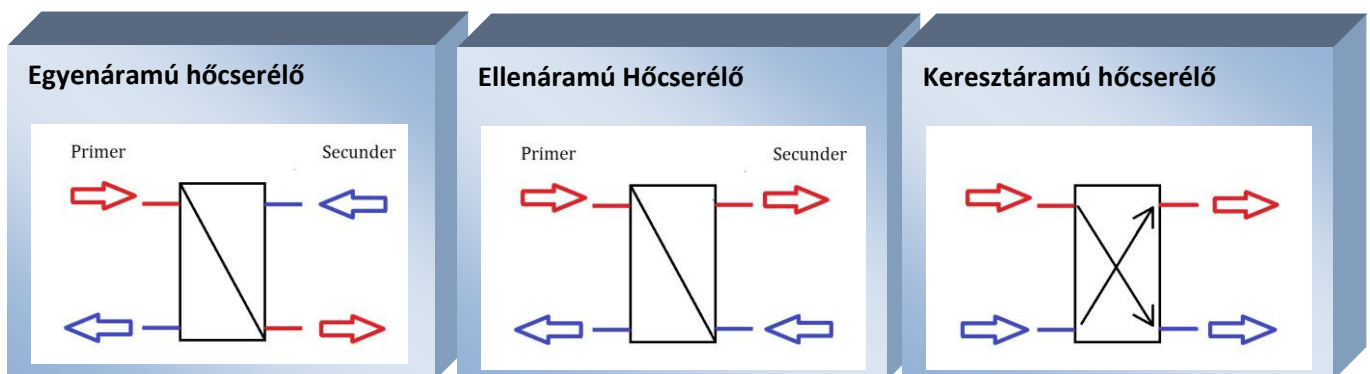 Egyenáramú hőcserélő
Primer
Secunder
Ellenáramú Hőcserélő
Primer
Secunder
Keresztáramú hőcserélő